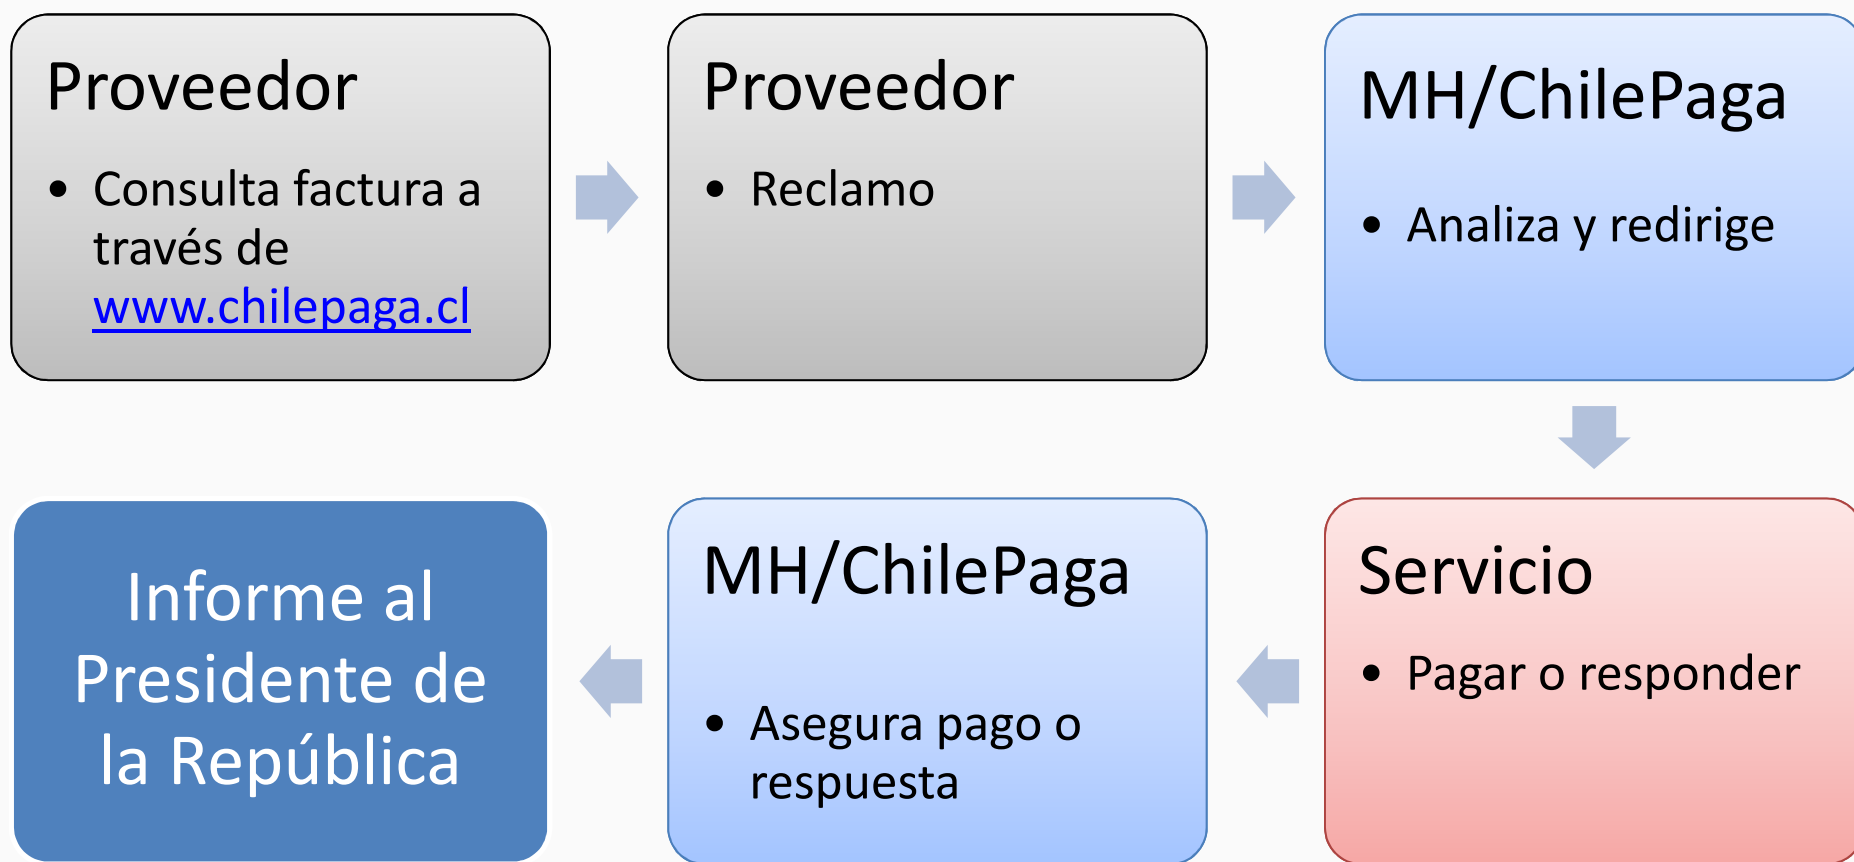 Proveedor
• Consulta factura a
través de
www.chilepaga.cl
Proveedor
• Reclamo
MH/ChilePaga
• Analiza y redirige
Servicio
• Pagar o responder
MH/ChilePaga
• Asegura pago o
respuesta
Informe al
Presidente de
la República